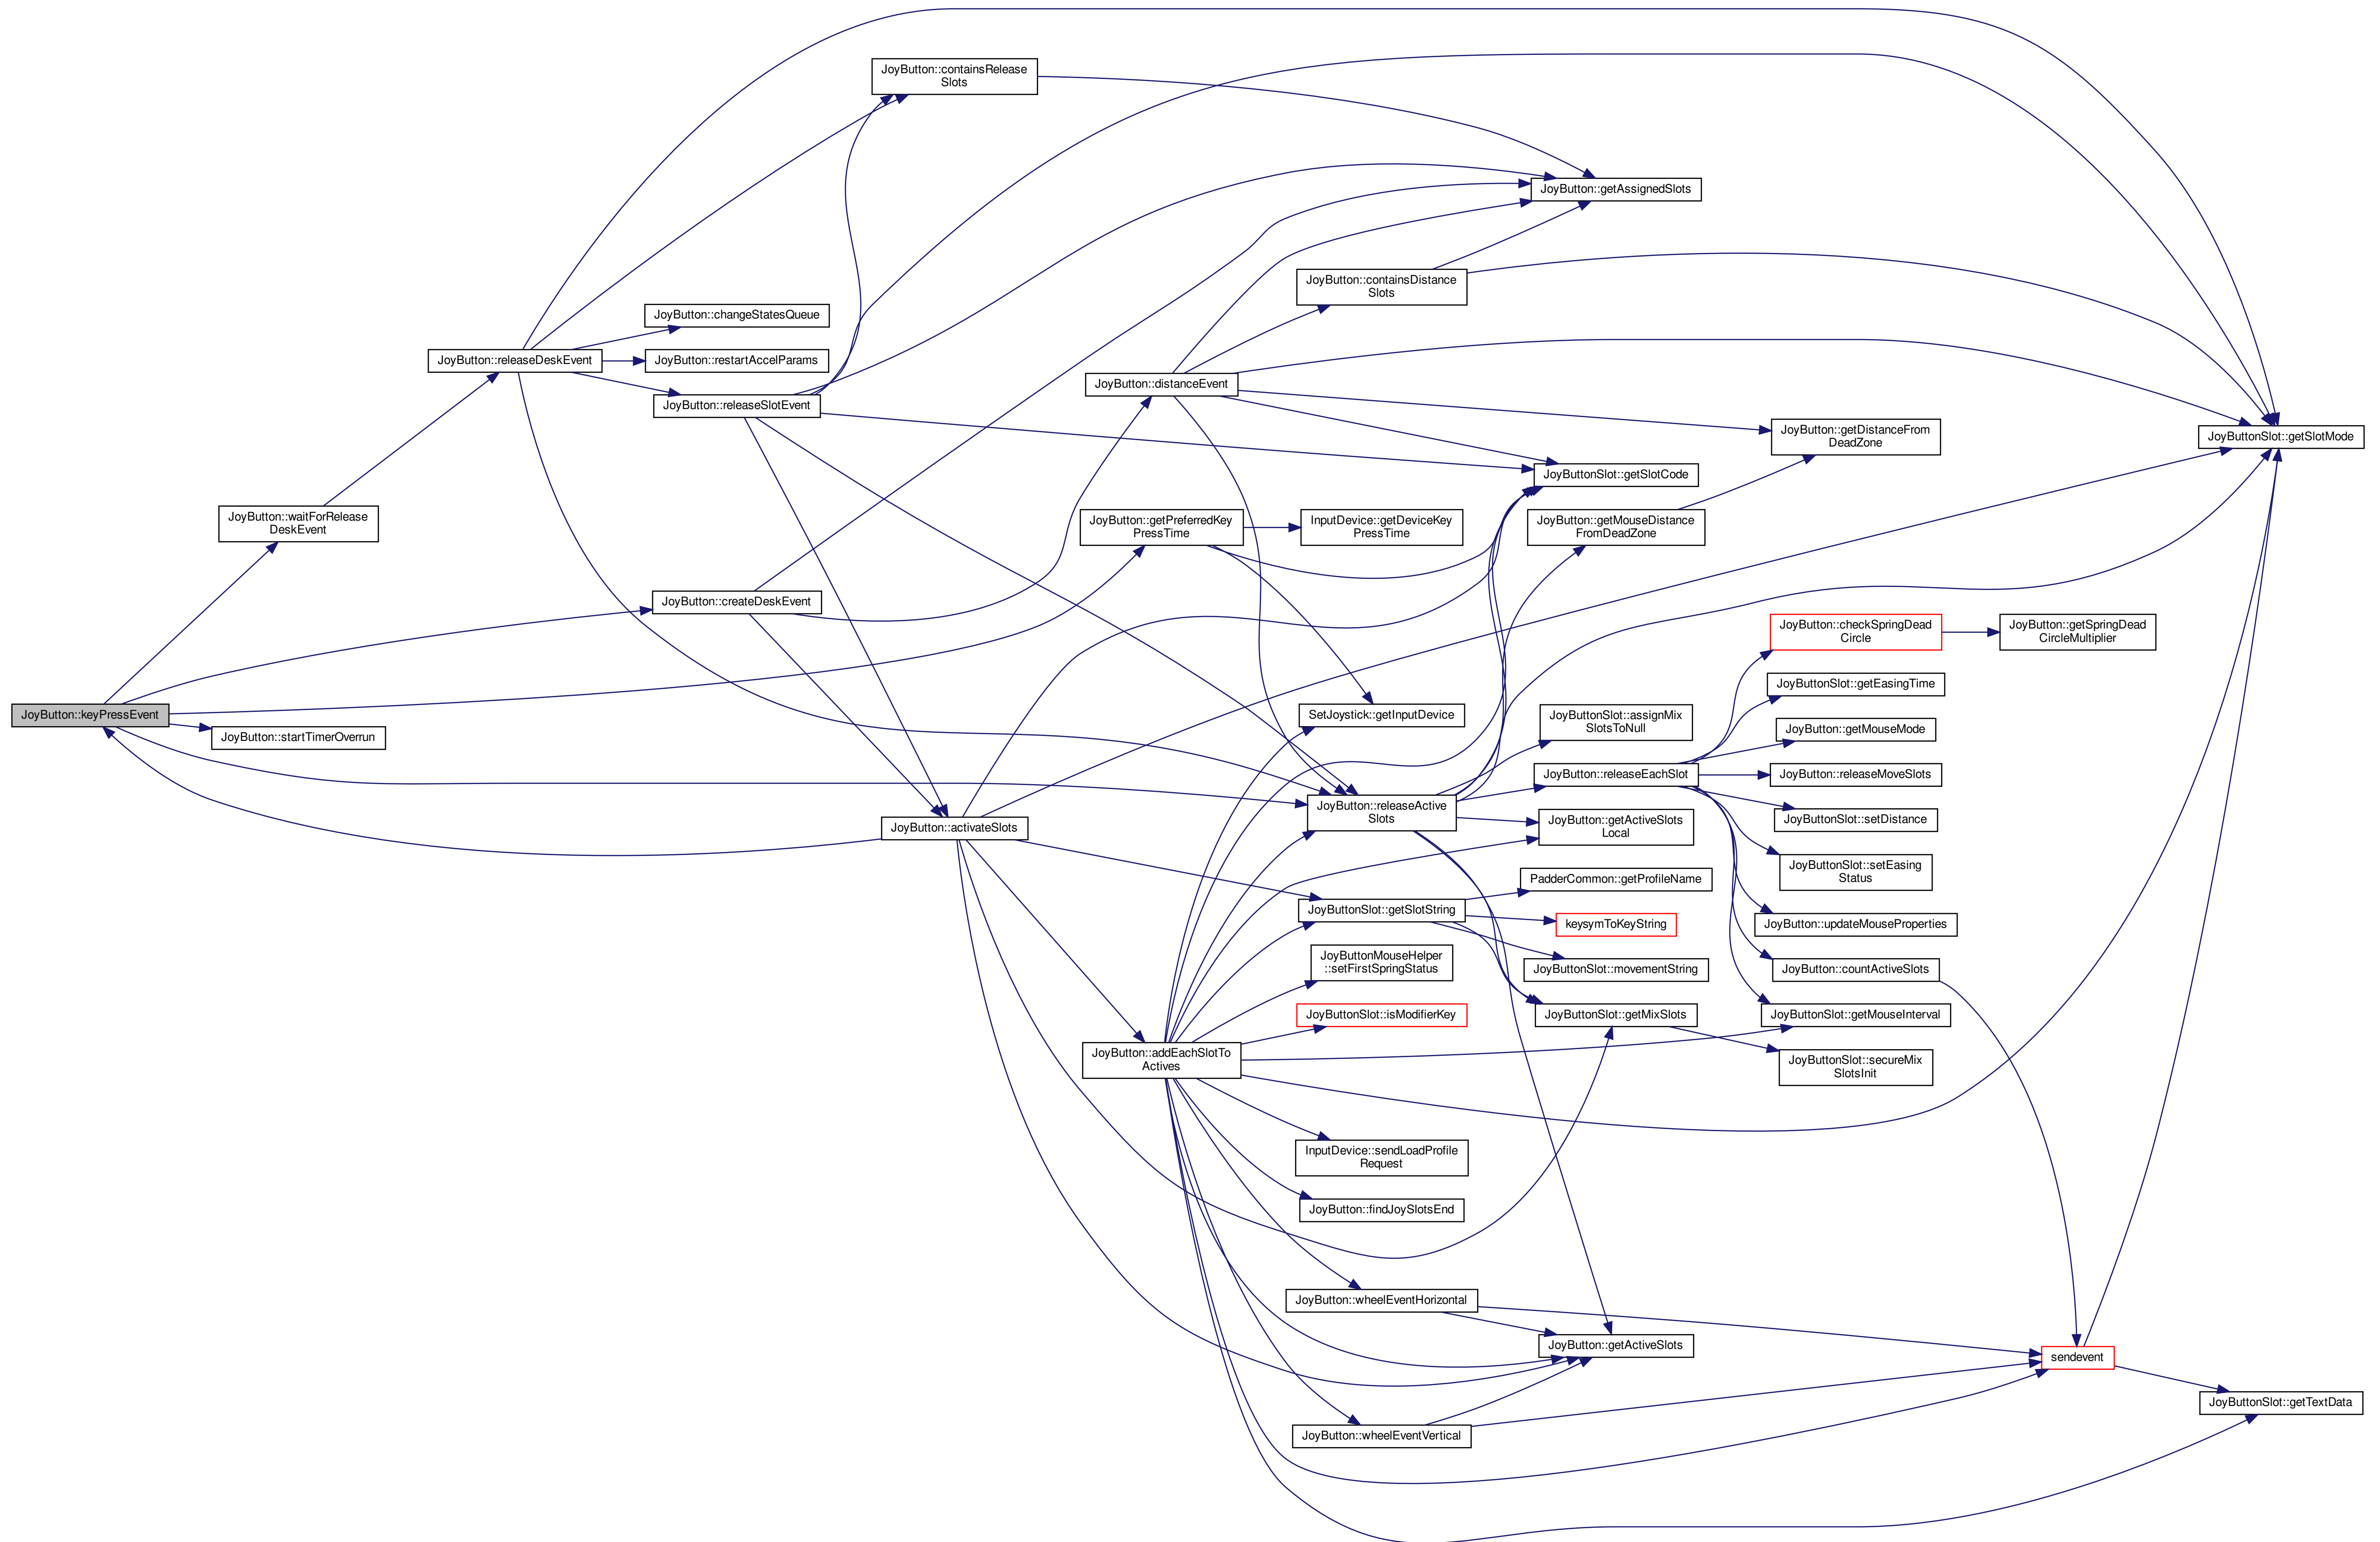 JoyButton::keyPressEvent
JoyButton::waitForRelease
DeskEvent
JoyButton::startTimerOverrun
JoyButton::releaseDeskEvent
JoyButton::changeStatesQueue
JoyButton::restartAccelParams
JoyButton::releaseSlotEvent
JoyButton::createDeskEvent
JoyButton::containsRelease
Slots
JoyButton::activateSlots
JoyButton::distanceEvent
JoyButton::getPreferredKey
PressTime
JoyButton::addEachSlotTo
Actives
JoyButton::containsDistance
Slots
InputDevice::getDeviceKey
PressTime
SetJoystick::getInputDevice
JoyButton::releaseActive
Slots
JoyButtonSlot::getSlotString
JoyButtonMouseHelper
::setFirstSpringStatus
JoyButtonSlot::isModifierKey
InputDevice::sendLoadProfile
Request
JoyButton::findJoySlotsEnd
JoyButton::wheelEventHorizontal
JoyButton::wheelEventVertical
JoyButton::getAssignedSlots
JoyButtonSlot::getSlotCode
JoyButton::getMouseDistance
FromDeadZone
JoyButtonSlot::assignMix
SlotsToNull
JoyButton::releaseEachSlot
JoyButton::getActiveSlots
Local
PadderCommon::getProfileName
keysymToKeyString
JoyButtonSlot::movementString
JoyButtonSlot::getMixSlots
JoyButton::getActiveSlots
JoyButton::getDistanceFrom
DeadZone
JoyButton::checkSpringDead
Circle
JoyButtonSlot::getEasingTime
JoyButton::getMouseMode
JoyButton::releaseMoveSlots
JoyButtonSlot::setDistance
JoyButtonSlot::setEasing
Status
JoyButton::updateMouseProperties
JoyButton::countActiveSlots
JoyButtonSlot::getMouseInterval
JoyButtonSlot::secureMix
SlotsInit
JoyButton::getSpringDead
CircleMultiplier
sendevent
JoyButtonSlot::getSlotMode
JoyButtonSlot::getTextData